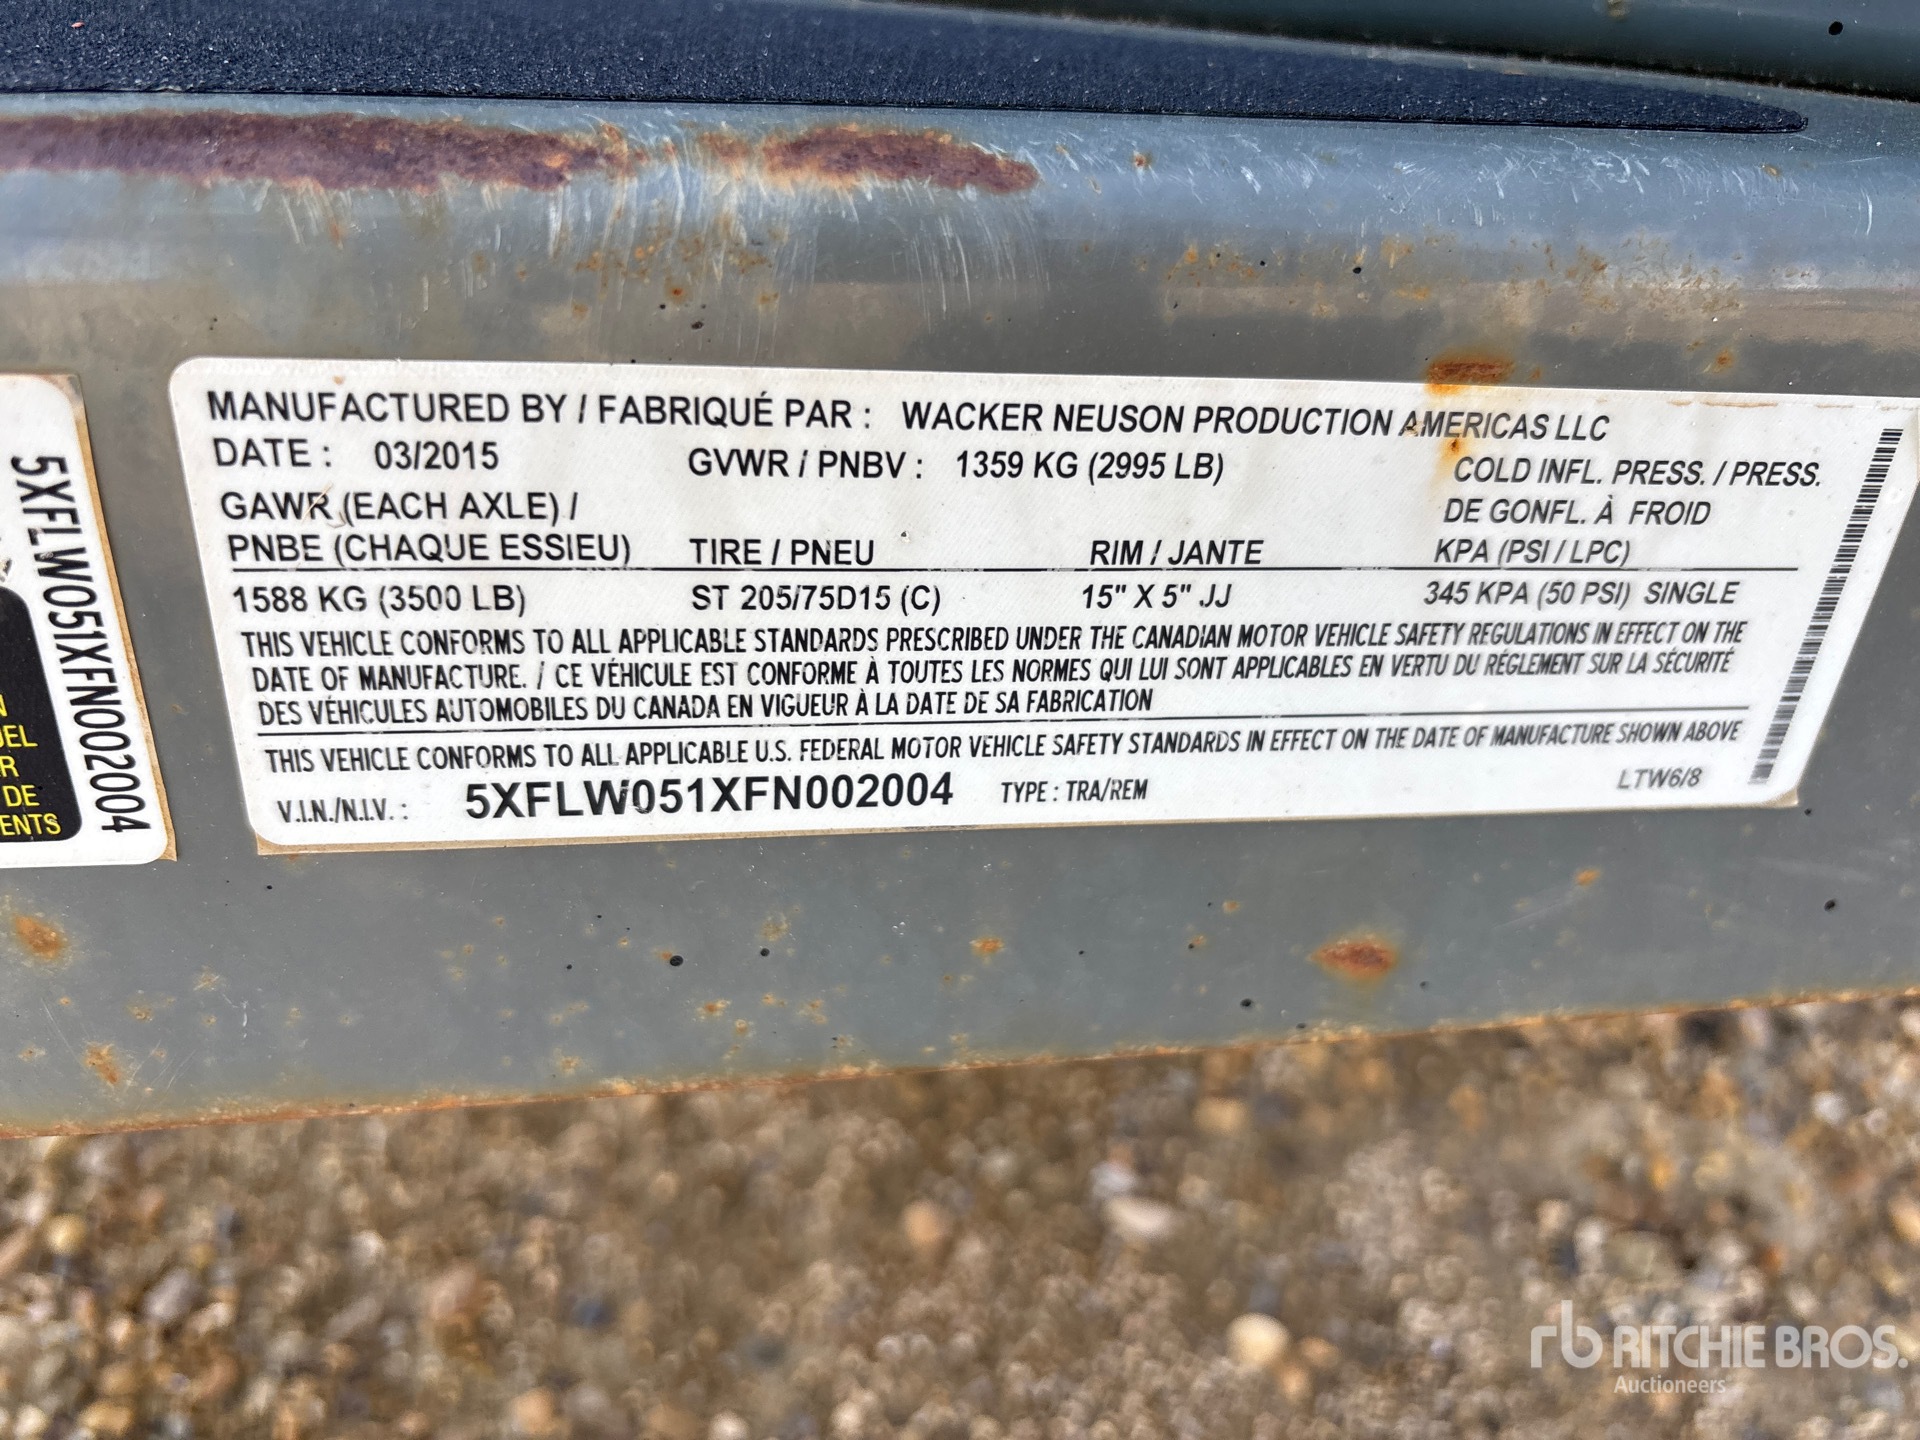 MANUFACTURED BY / FABRIQUÉ PAR : WACKER NEUSON PRODUCTION AMERICAS LLC
DATE : 03/2015 GVWR / PNBV : 1359 KG (2995 LB) COLD INFL. PRESS. / PRESS.
GAWR (EACH AXLE) / DE GONFL. À FROID
PNBE (CHAQUE ESSIEU) TIRE / PNEU RIM / JANTE KPA (PSI / LPC)
1588 KG (3500 LB) ST 205/75D15 (C) 15" X 5" JJ 345 KPA (50 PSI) SINGLE
THIS VEHICLE CONFORMS TO ALL APPLICABLE STANDARDS PRESCRIBED UNDER THE CANADIAN MOTOR VEHICLE SAFETY REGULATIONS IN EFFECT ON THE
DATE OF MANUFACTURE. / CE VÉHICULE EST CONFORME À TOUTES LES NORMES QUI LUI SONT APPLICABLES EN VERTU DU RÉGLEMENT SUR LA SÉCURITÉ
DES VÉHICULES AUTOMOBILES DU CANADA EN VIGUEUR À LA DATE DE SA FABRICATION
THIS VEHICLE CONFORMS TO ALL APPLICABLE U.S. FEDERAL MOTOR VEHICLE SAFETY STANDARDS IN EFFECT ON THE DATE OF MANUFACTURE SHOWN ABOVE
V.I.N./N.I.V. : 5XFLW051XFN002004 TYPE : TRA/REM LTW6/8
5XFLW051XFN002004
N
UEL
R
DE
ENTS
rb RITCHIE BROS.
Auctioneers